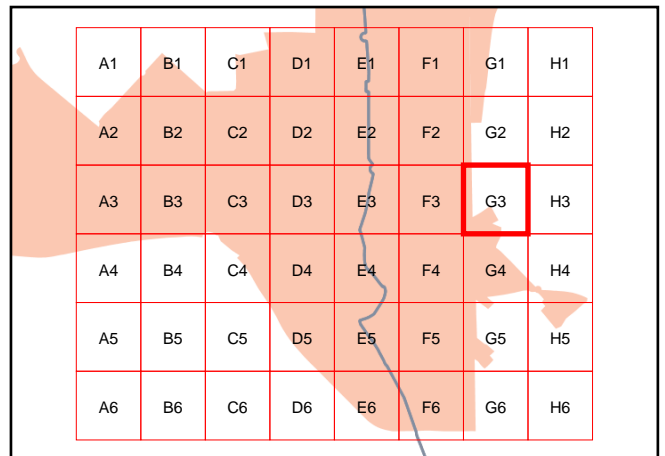 A1 B1 C1 D1 E1 F1 G1 H1
A2 B2 C2 D2 E2 F2 G2 H2
A3 B3 C3 D3 E3 F3 G3 H3
A4 B4 C4 D4 E4 F4 G4 H4
A5 B5 C5 D5 E5 F5 G5 H5
A6 B6 C6 D6 E6 F6 G6 H6